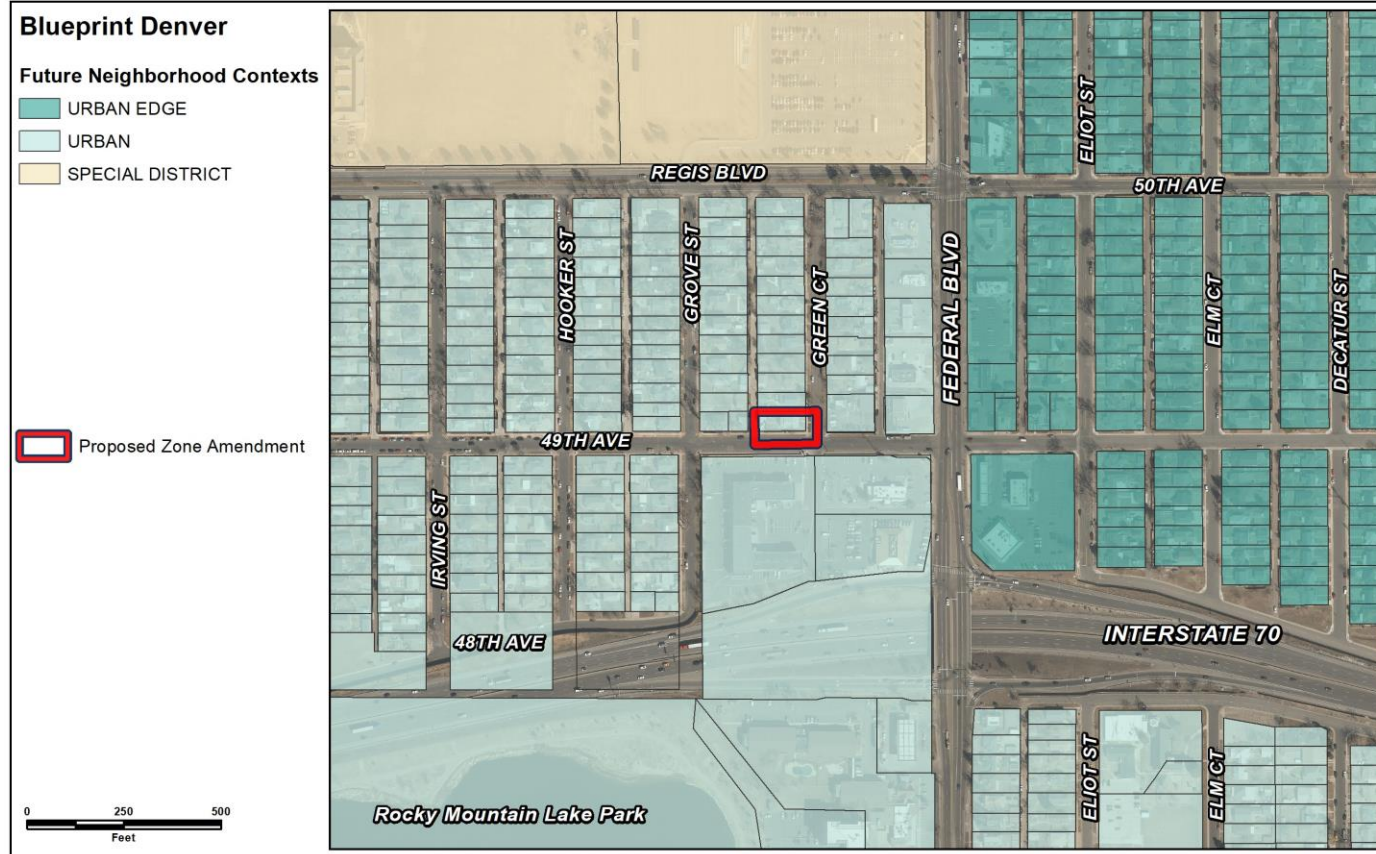 Blueprint Denver
Future Neighborhood Contexts
URBAN EDGE
URBAN
SPECIAL DISTRICT
Proposed Zone Amendment
0 250 500
Feet
REGIS BLVD
50TH AVE
ELIOT ST
HOOKER ST
GROVE ST
GREEN CT
FEDERAL BLVD
ELM CT
DECATUR ST
49TH AVE
IRVING ST
48TH AVE
INTERSTATE 70
ELIOT ST
ELM CT
Rocky Mountain Lake Park